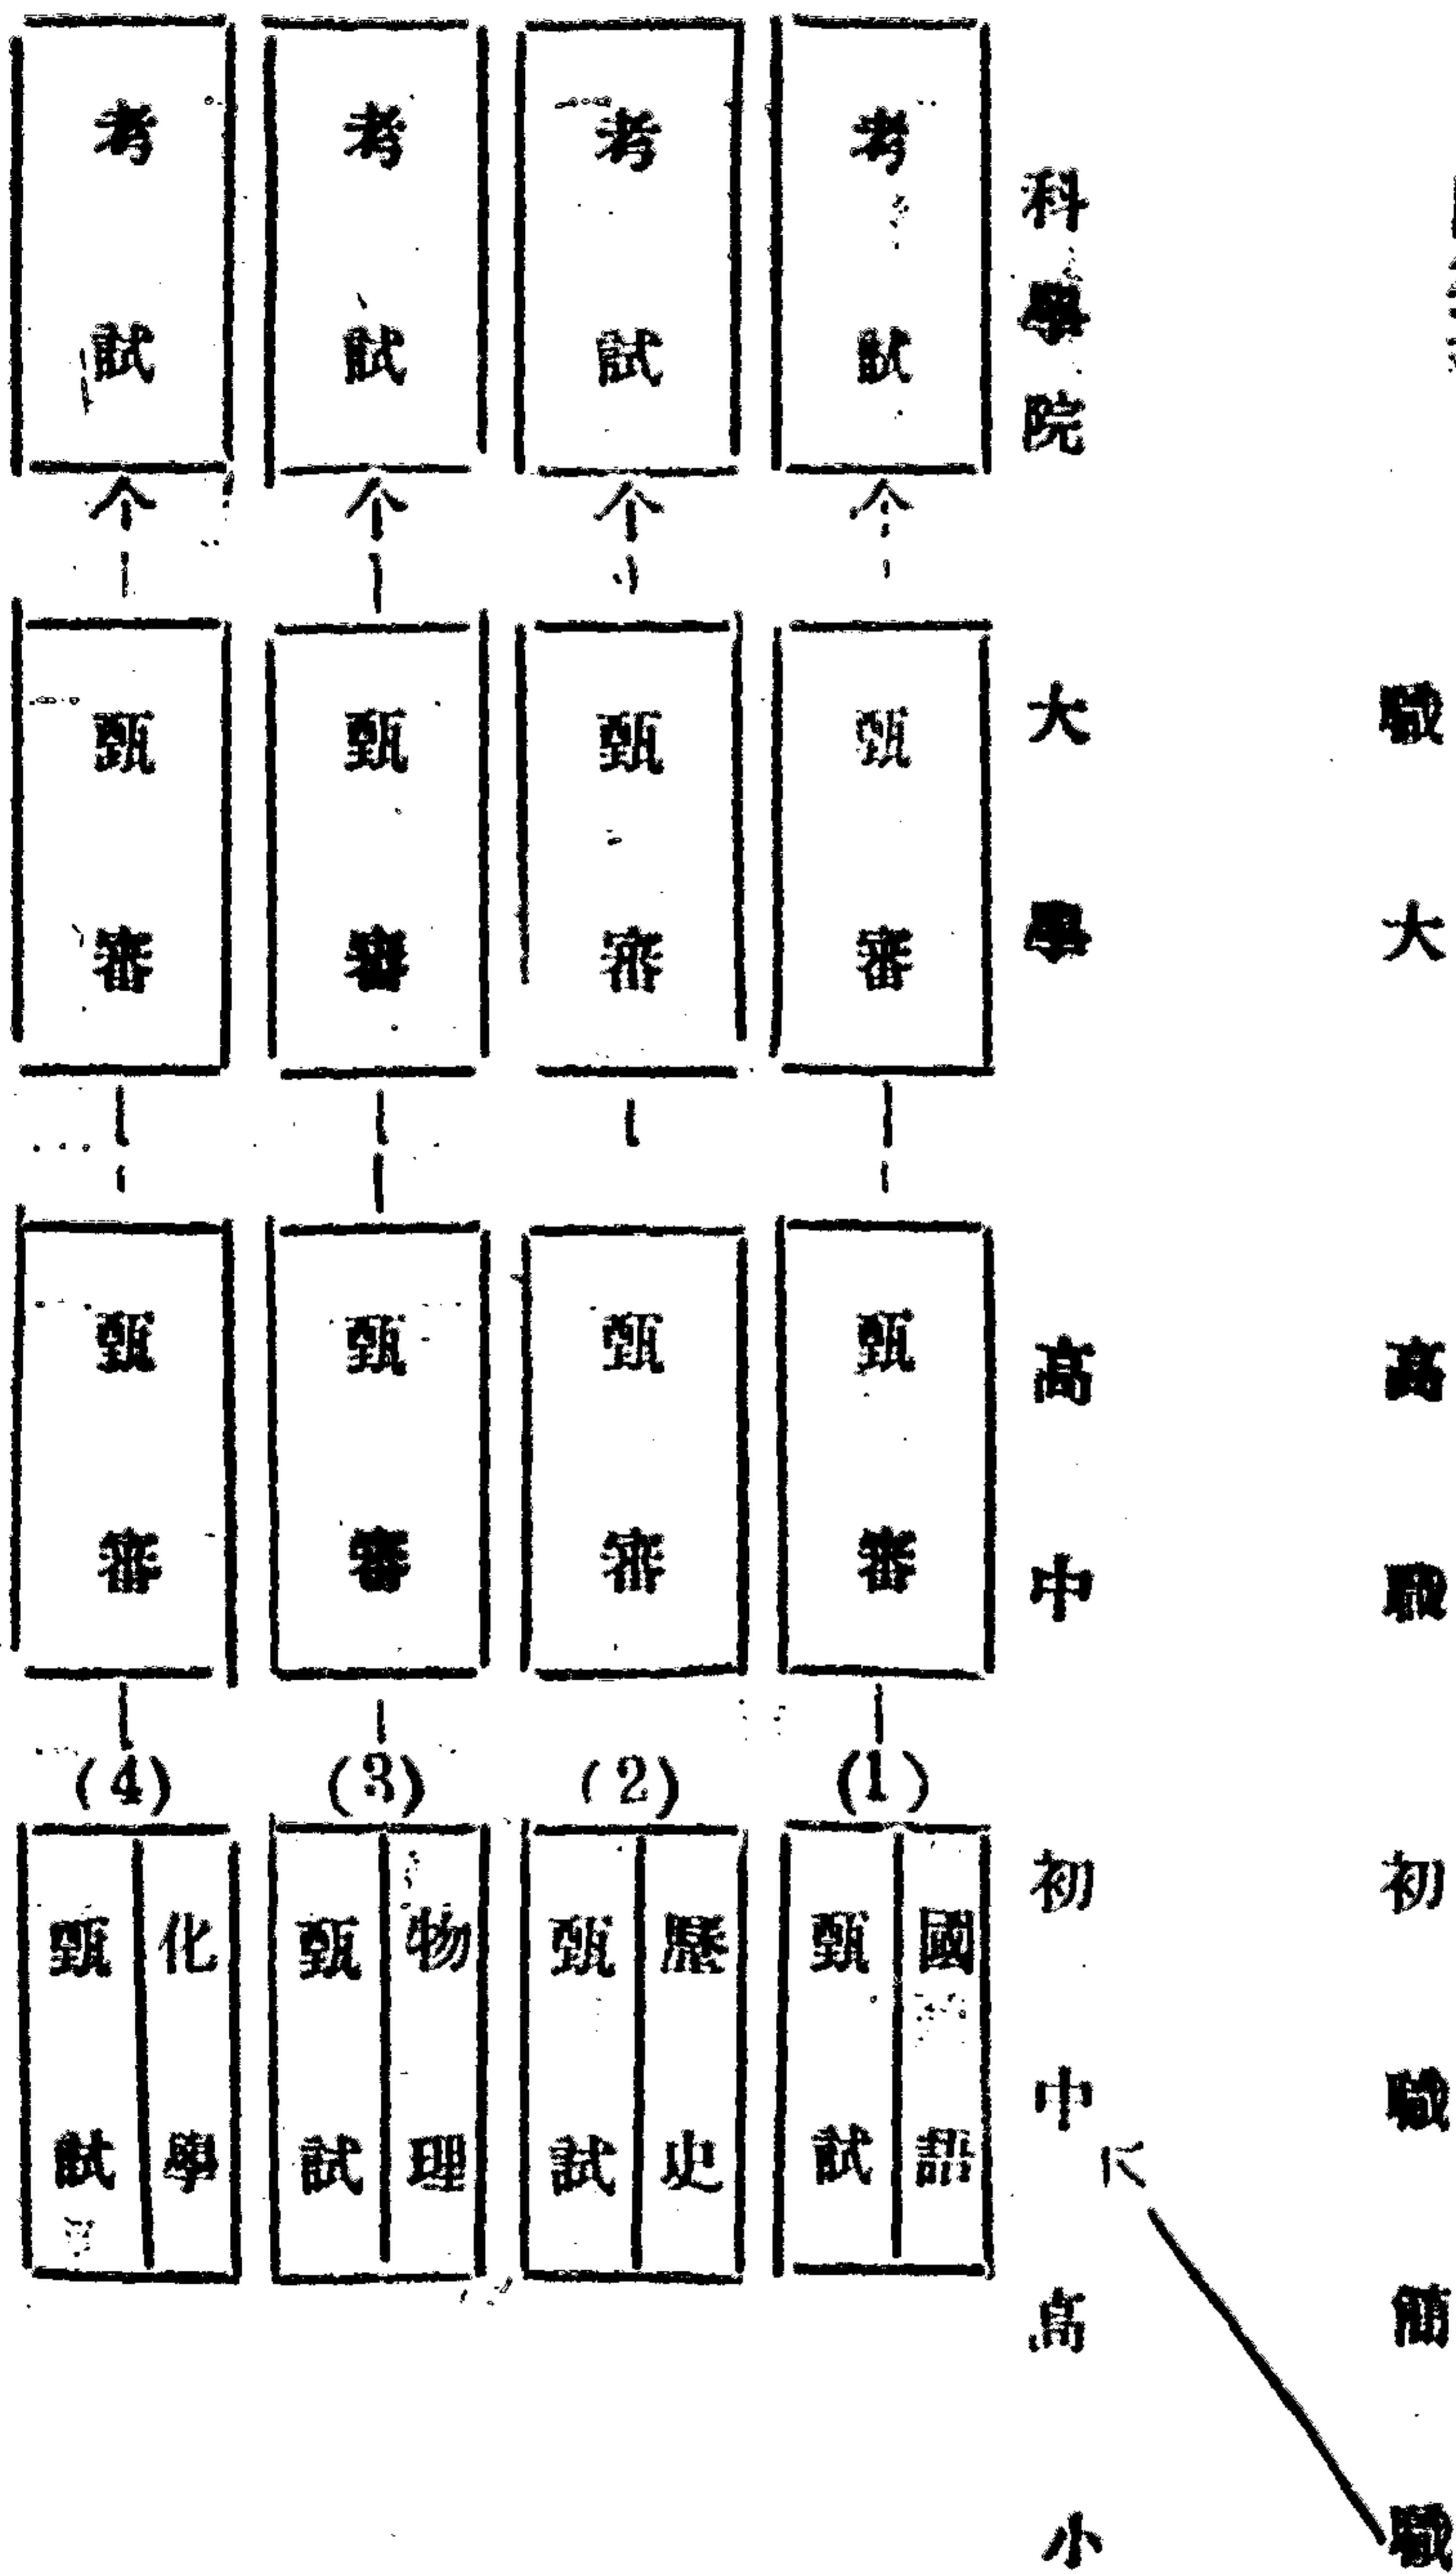 職大
高職
初職
簡職
科學院
大學
高中
初中
高小
考試
甄審
甄審
(1)
國語
甄試
考試
甄審
甄審
(2)
歷史
甄試
考試
甄審
甄審
(3)
物理
甄試
考試
甄審
甄審
(4)
化學
甄試